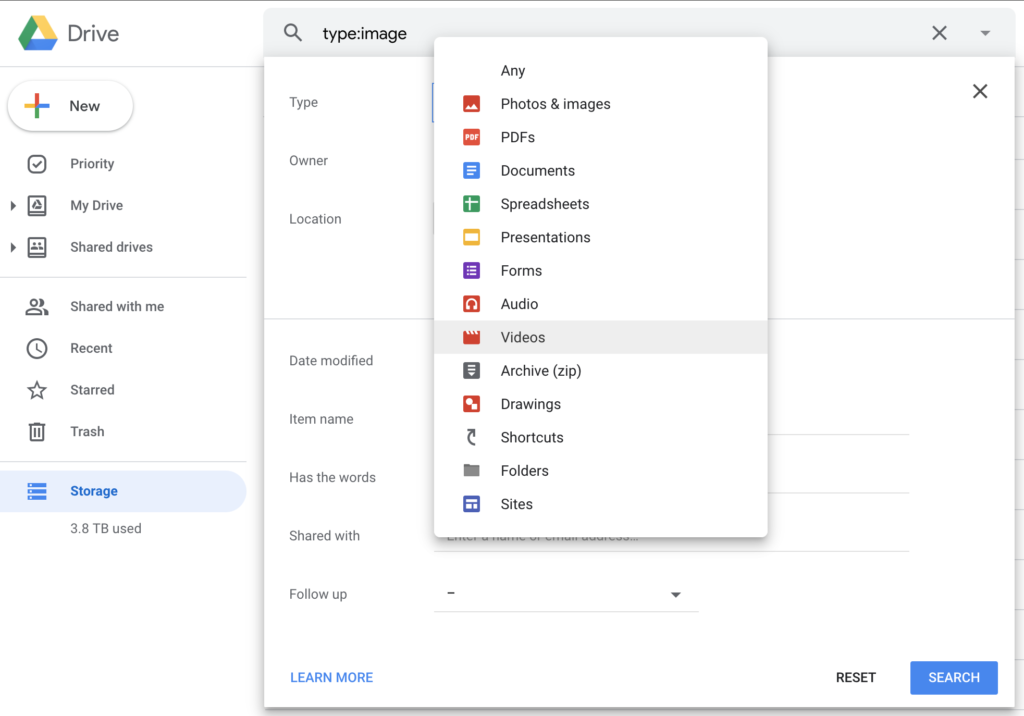 Drive
type:image
New
Priority
My Drive
Shared drives
Shared with me
Recent
Starred
Trash
Storage
3.8 TB used
Type
Owner
Location
Date modified
Item name
Has the words
Shared with
Enter a name or email address...
Follow up
–
Any
Photos & images
PDF
PDFs
Documents
Spreadsheets
Presentations
Forms
Audio
Videos
Archive (zip)
Drawings
Shortcuts
Folders
Sites
LEARN MORE
RESET
SEARCH